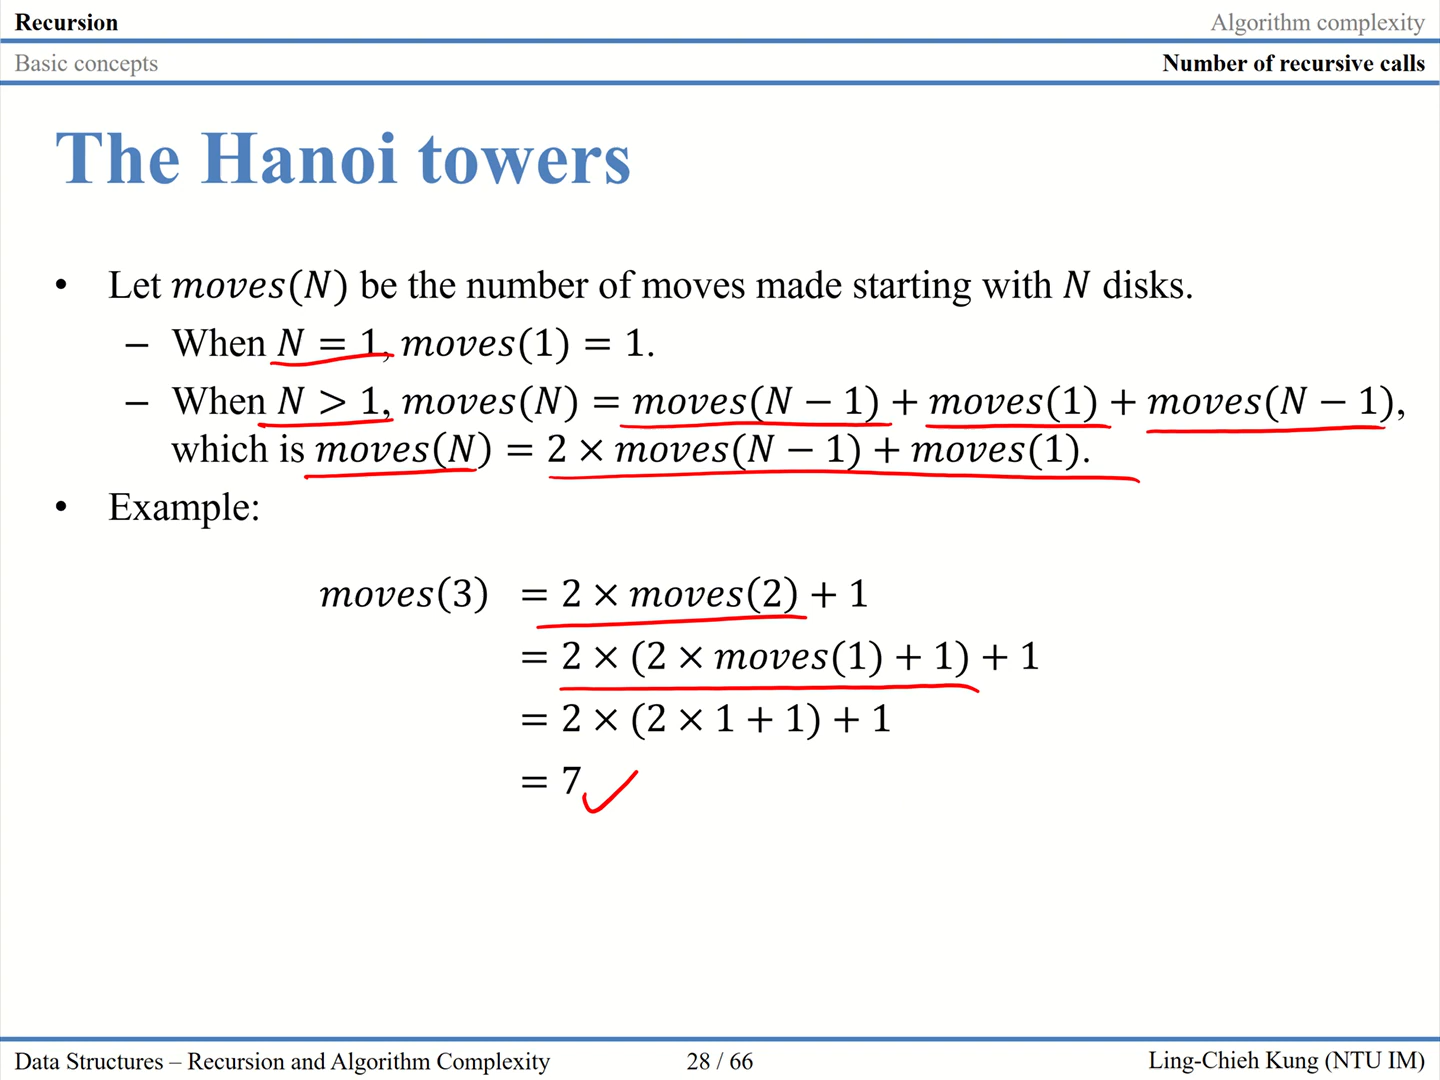 Recursion
Algorithm complexity
Basic concepts
Number of recursive calls
The Hanoi towers
• Let moves(N) be the number of moves made starting with N disks.
– When N = 1, moves(1) = 1.
– When N > 1, moves(N) = moves(N − 1) + moves(1) + moves(N − 1),
which is moves(N) = 2 × moves(N − 1) + moves(1).
• Example:
moves(3) = 2 × moves(2) + 1
= 2 × (2 × moves(1) + 1) + 1
= 2 × (2 × 1 + 1) + 1
= 7
Data Structures – Recursion and Algorithm Complexity
28 / 66
Ling-Chieh Kung (NTU IM)